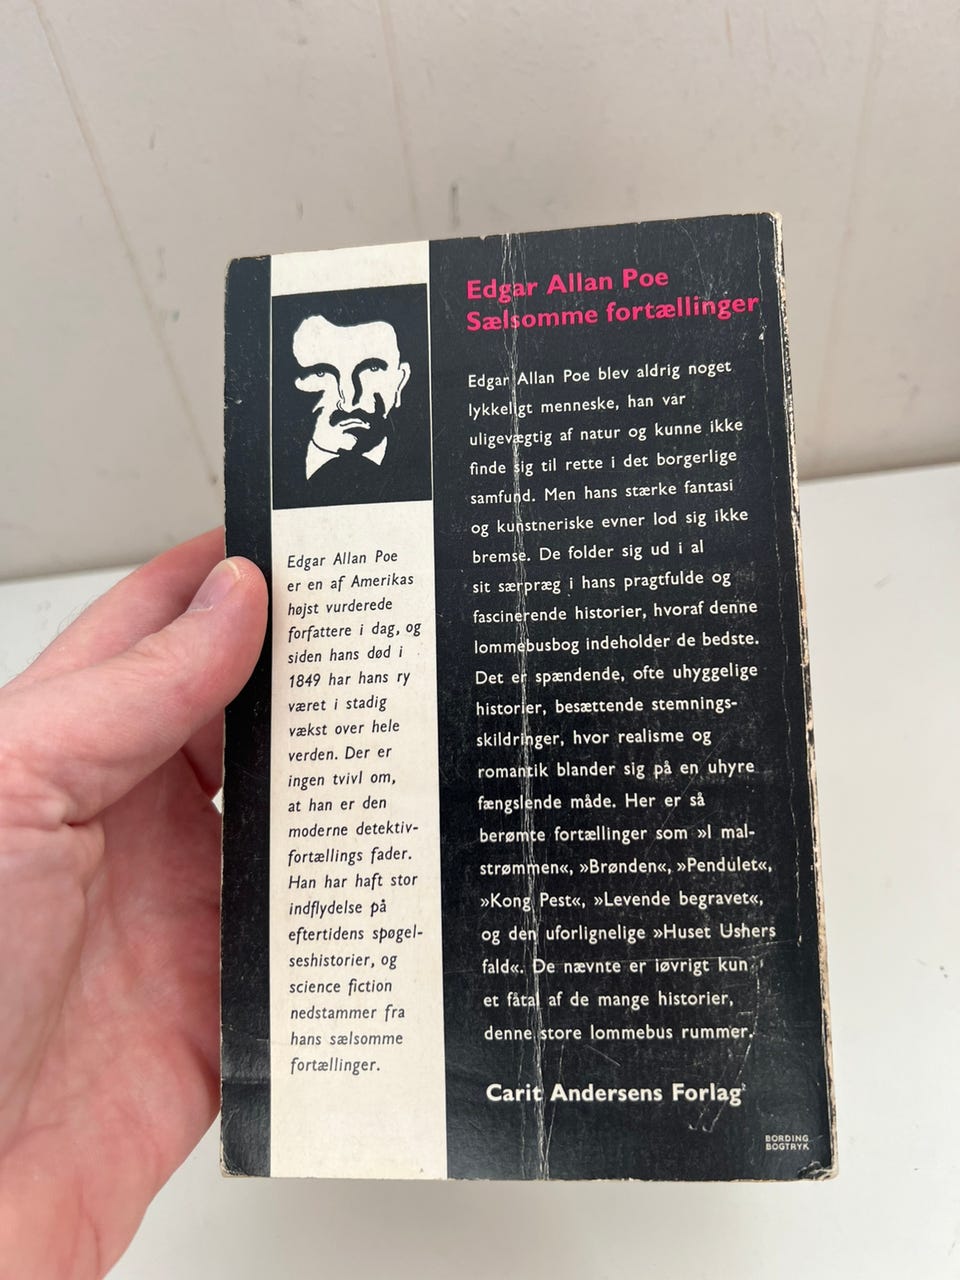 Edgar Allan Poe
Sælsomme fortællinger
Edgar Allan Poe blev aldrig noget
lykkeligt menneske, han var
uligevægtig af natur og kunne ikke
finde sig til rette i det borgerlige
samfund. Men hans stærke fantasi
og kunstneriske evner lod sig ikke
bremse. De folder sig ud i al
sit særpræg i hans pragtfulde og
fascinerende historier, hvoraf denne
lommebusbog indeholder de bedste.
Det er spændende, ofte uhyggelige
historier, besættende stemnings-
skildringer, hvor realisme og
romantik blander sig på en uhyre
fængslende måde. Her er så
berømte fortællinger som »I mal-
strømmen«, »Brønden«, »Pendulet«,
»Kong Pest«, »Levende begravet«,
og den uforlignelige »Huset Ushers
fald«. De nævnte er iøvrigt kun
et fåtal af de mange historier,
denne store lommebus rummer.
Carit Andersens Forlag
BORDING
BOGTRYK
Edgar Allan Poe
er en af Amerikas
højst vurderede
forfattere i dag, og
siden hans død i
1849 har hans ry
været i stadig
vækst over hele
verden. Der er
ingen tvivl om,
at han er den
moderne detektiv-
fortællings fader.
Han har haft stor
indflydelse på
eftertidens spøgel-
seshistorier, og
science fiction
nedstammer fra
hans sælsomme
fortællinger.